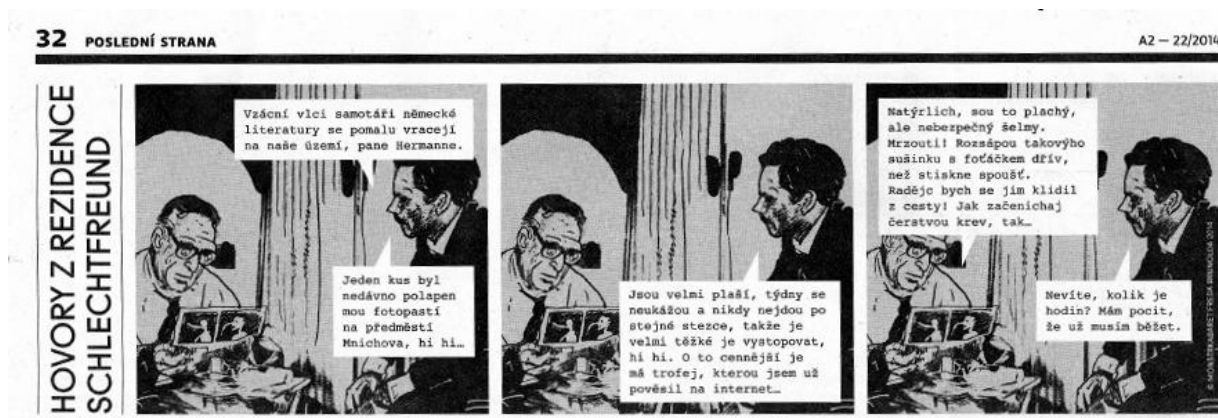 32 POSLEDNÍ STRANA
A2 — 22/2014
HOVORY Z REZIDENCE
SCHLECHTFREUND
Vzácní vlci samotáři německé
literatury se pomalu vracejí
na naše území, pane Hermanne.
Jeden kus byl
nedávno polapen
mou fotopastí
na předměstí
Mnichova, hi hi…
Jsou velmi plaší, týdny se
neukážou a nikdy nejdou po
stejné stezce, takže je
velmi těžké je vystopovat,
hi hi. O to cennější je
má trofej, kterou jsem už
pověsil na internet…
Natýrlich, sou to plachý,
ale nebezpečný šelmy.
Mrzouti! Rozsápou takovýho
sušinku s foťáčkem dřív,
než stiskne spoušť.
Radějc bych se jim klidil
z cesty! Jak začenichaj
čerstvou krev, tak…
Nevíte, kolik je
hodin? Mám pocit,
že už musím běžet.
© MONSTRKABARET FREDA BRUNOLDA 2014